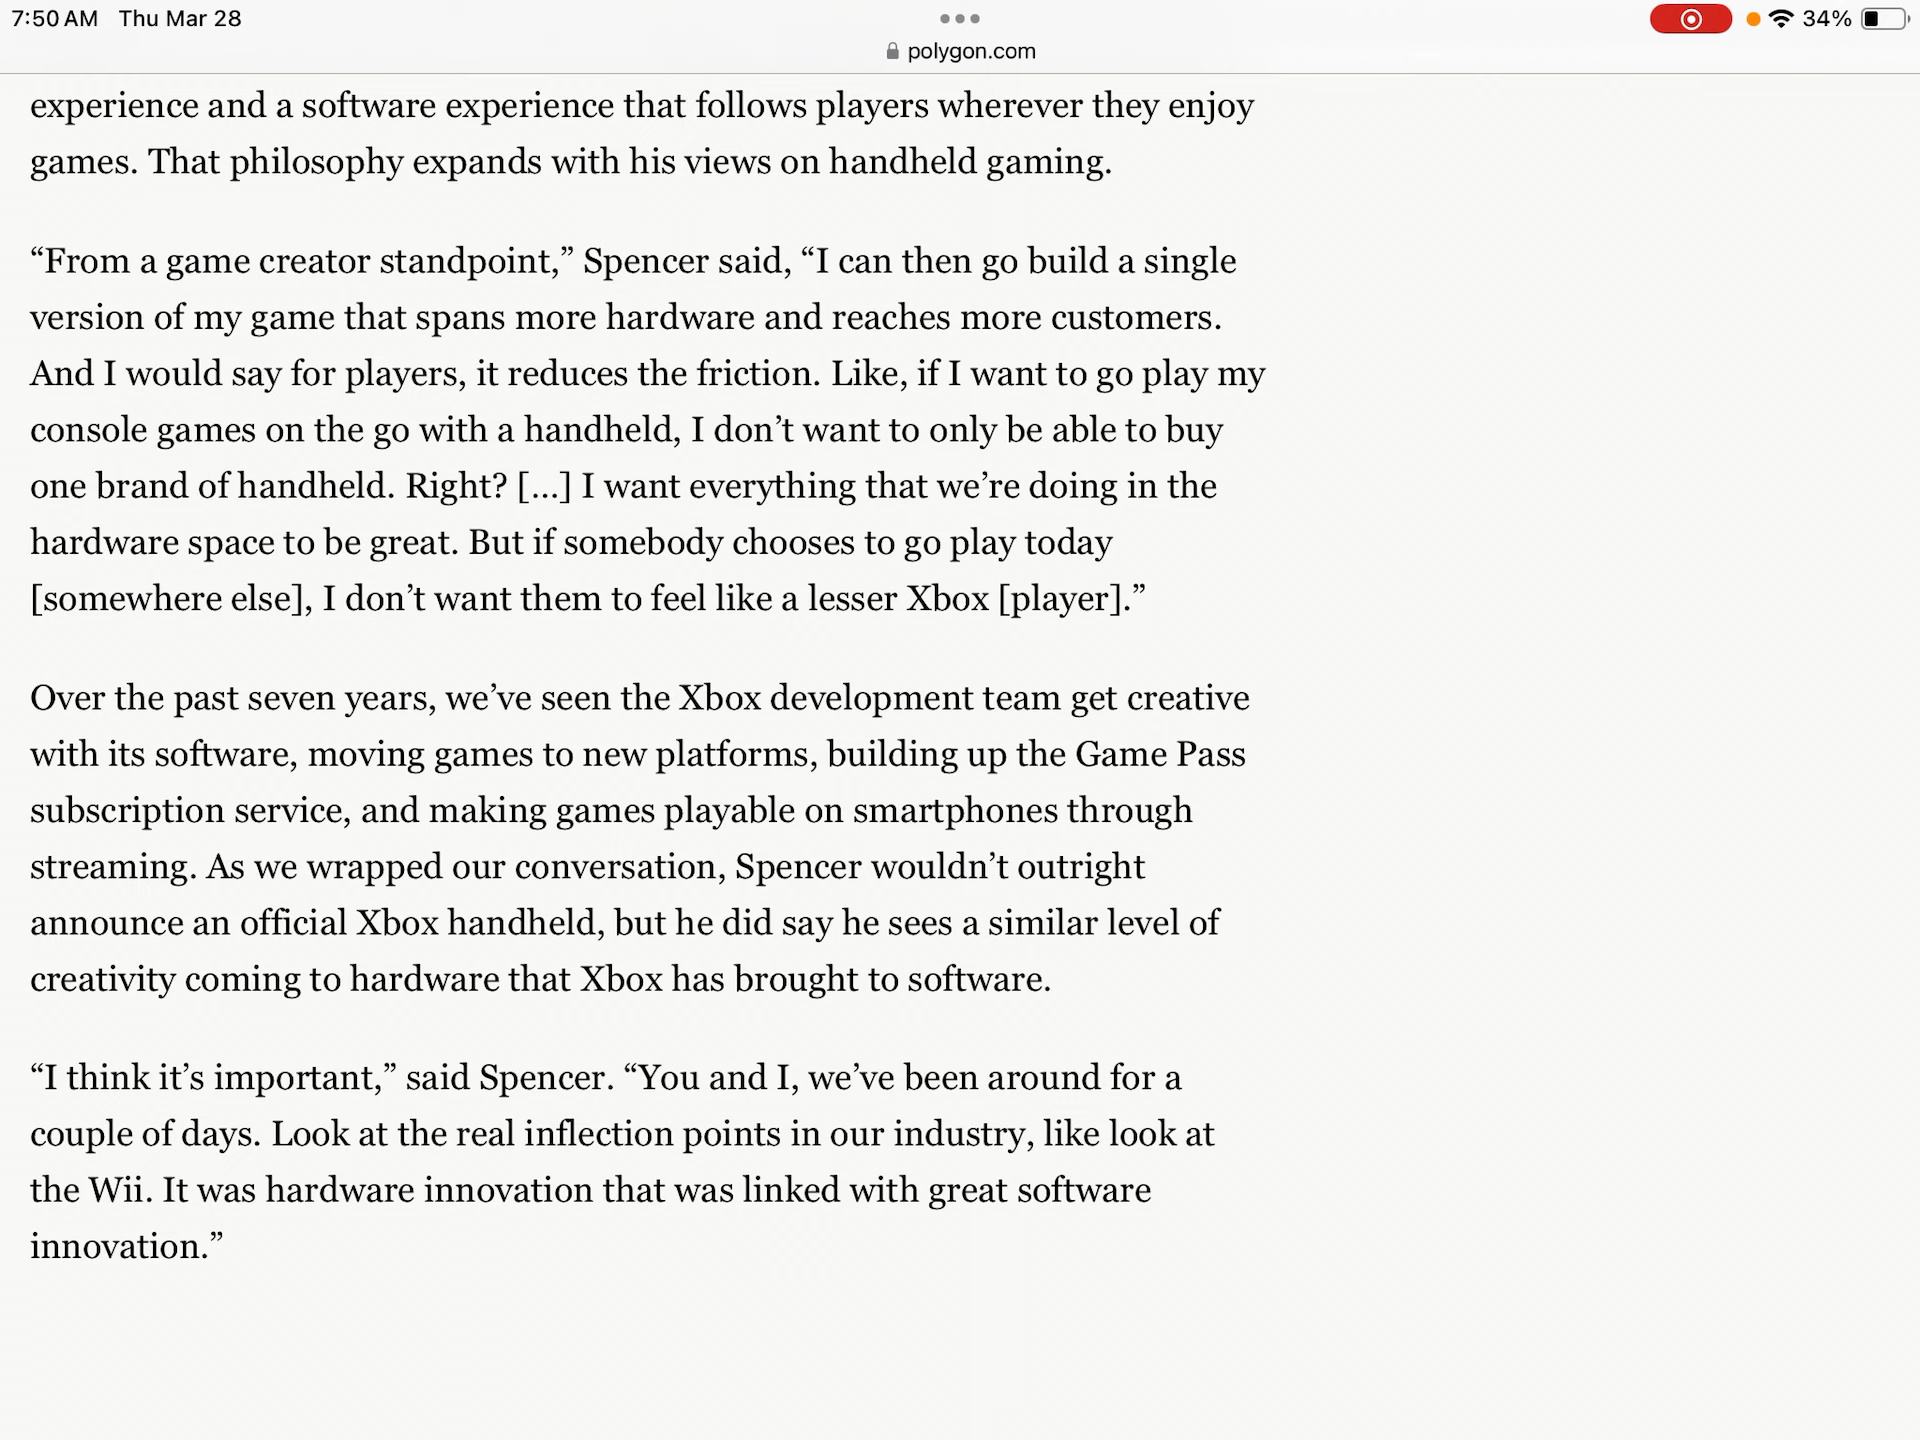 7:50 AM Thu Mar 28
34%
polygon.com
experience and a software experience that follows players wherever they enjoy
games. That philosophy expands with his views on handheld gaming.
“From a game creator standpoint,” Spencer said, “I can then go build a single
version of my game that spans more hardware and reaches more customers.
And I would say for players, it reduces the friction. Like, if I want to go play my
console games on the go with a handheld, I don’t want to only be able to buy
one brand of handheld. Right? [...] I want everything that we’re doing in the
hardware space to be great. But if somebody chooses to go play today
[somewhere else], I don’t want them to feel like a lesser Xbox [player].”
Over the past seven years, we’ve seen the Xbox development team get creative
with its software, moving games to new platforms, building up the Game Pass
subscription service, and making games playable on smartphones through
streaming. As we wrapped our conversation, Spencer wouldn’t outright
announce an official Xbox handheld, but he did say he sees a similar level of
creativity coming to hardware that Xbox has brought to software.
“I think it’s important,” said Spencer. “You and I, we’ve been around for a
couple of days. Look at the real inflection points in our industry, like look at
the Wii. It was hardware innovation that was linked with great software
innovation.”